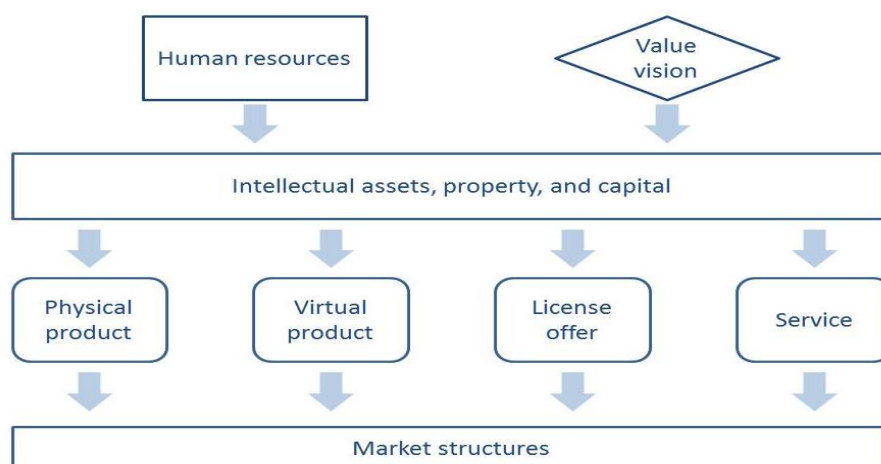 Human resources
Value
vision
Intellectual assets, property, and capital
Physical
product
Virtual
product
License
offer
Service
Market structures